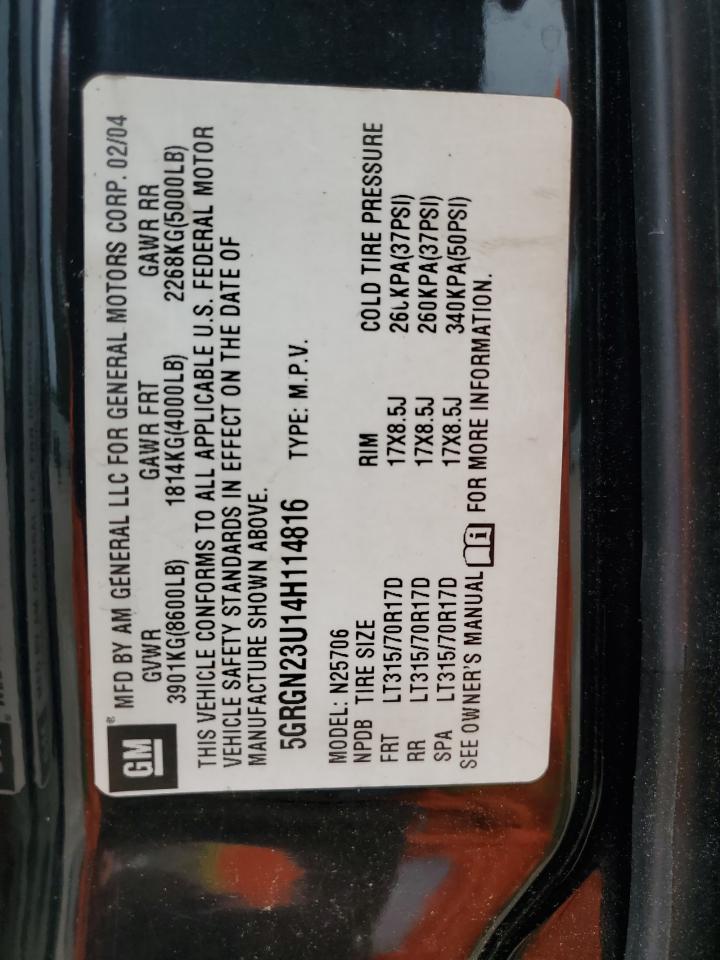 GM ® MFD BY AM GENERAL LLC FOR GENERAL MOTORS CORP. 02/04
GVWR GAWR FRT GAWR RR
3901KG(8600LB) 1814KG(4000LB) 2268KG(5000LB)
THIS VEHICLE CONFORMS TO ALL APPLICABLE U.S. FEDERAL MOTOR
VEHICLE SAFETY STANDARDS IN EFFECT ON THE DATE OF
MANUFACTURE SHOWN ABOVE.
5GRGN23U14H114816 TYPE: M.P.V.
MODEL: N25706
NPDB TIRE SIZE RIM COLD TIRE PRESSURE
FRT LT315/70R17D 17X8.5J 260KPA(37PSI)
RR LT315/70R17D 17X8.5J 260KPA(37PSI)
SPA LT315/70R17D 17X8.5J 340KPA(50PSI)
SEE OWNER'S MANUAL i FOR MORE INFORMATION.